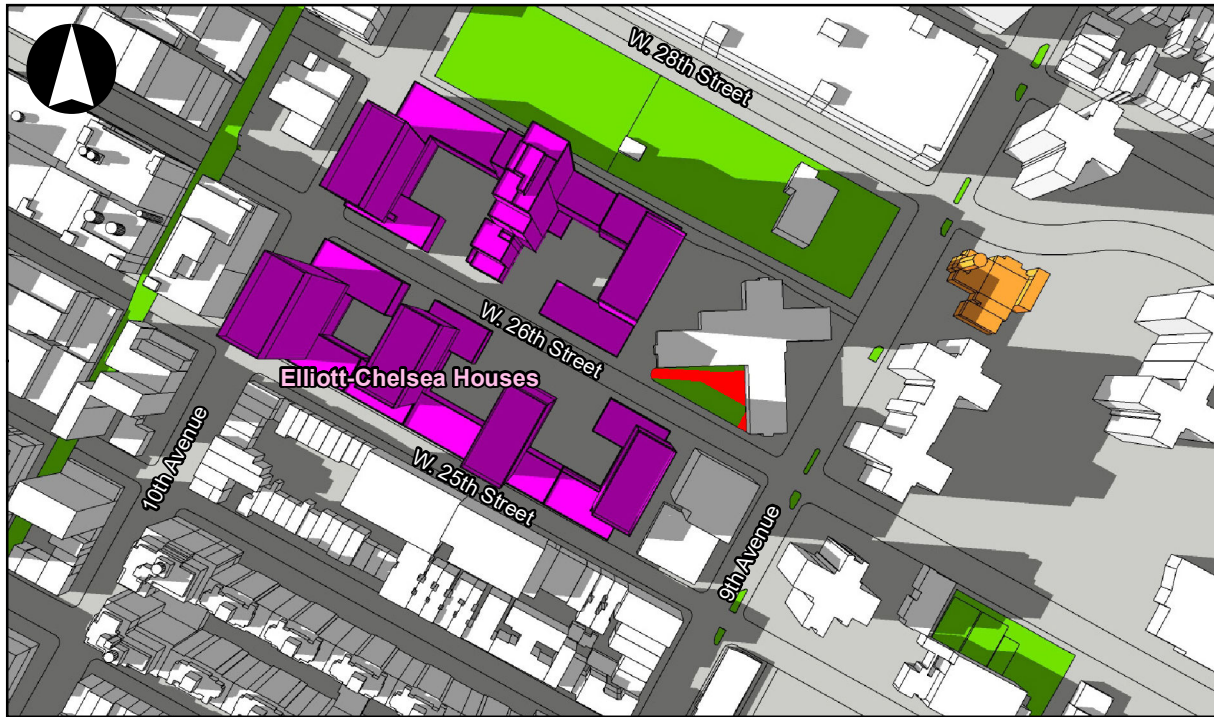 W. 28th Street
W. 26th Street
Elliott-Chelsea Houses
10th Avenue
W. 25th Street
9th Avenue